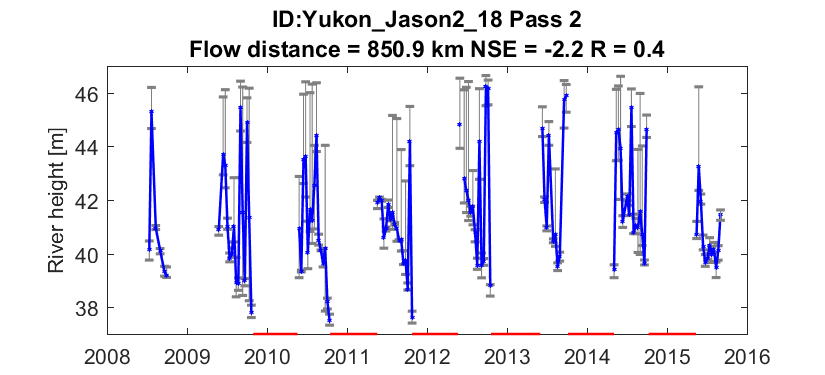 ID:Yukon_Jason2_18 Pass 2
Flow distance = 850.9 km NSE = -2.2 R = 0.4
River height [m]
46
44
42
40
38
2008 2009 2010 2011 2012 2013 2014 2015 2016